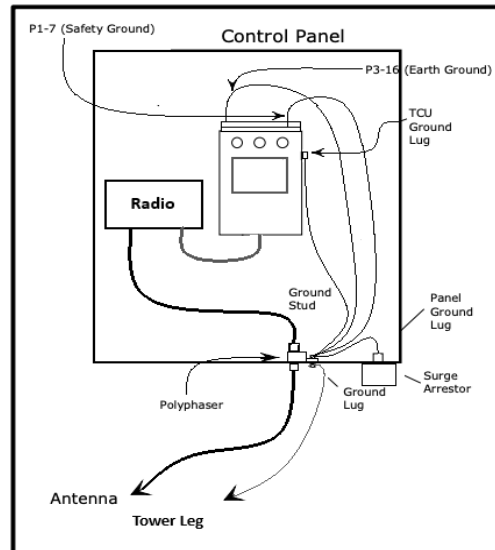 P1-7 (Safety Ground)
Control Panel
P3-16 (Earth Ground)
TCU
Ground
Lug
Radio
Ground
Stud
Panel
Ground
Lug
Surge
Arrestor
Ground
Lug
Polyphaser
Antenna
Tower Leg